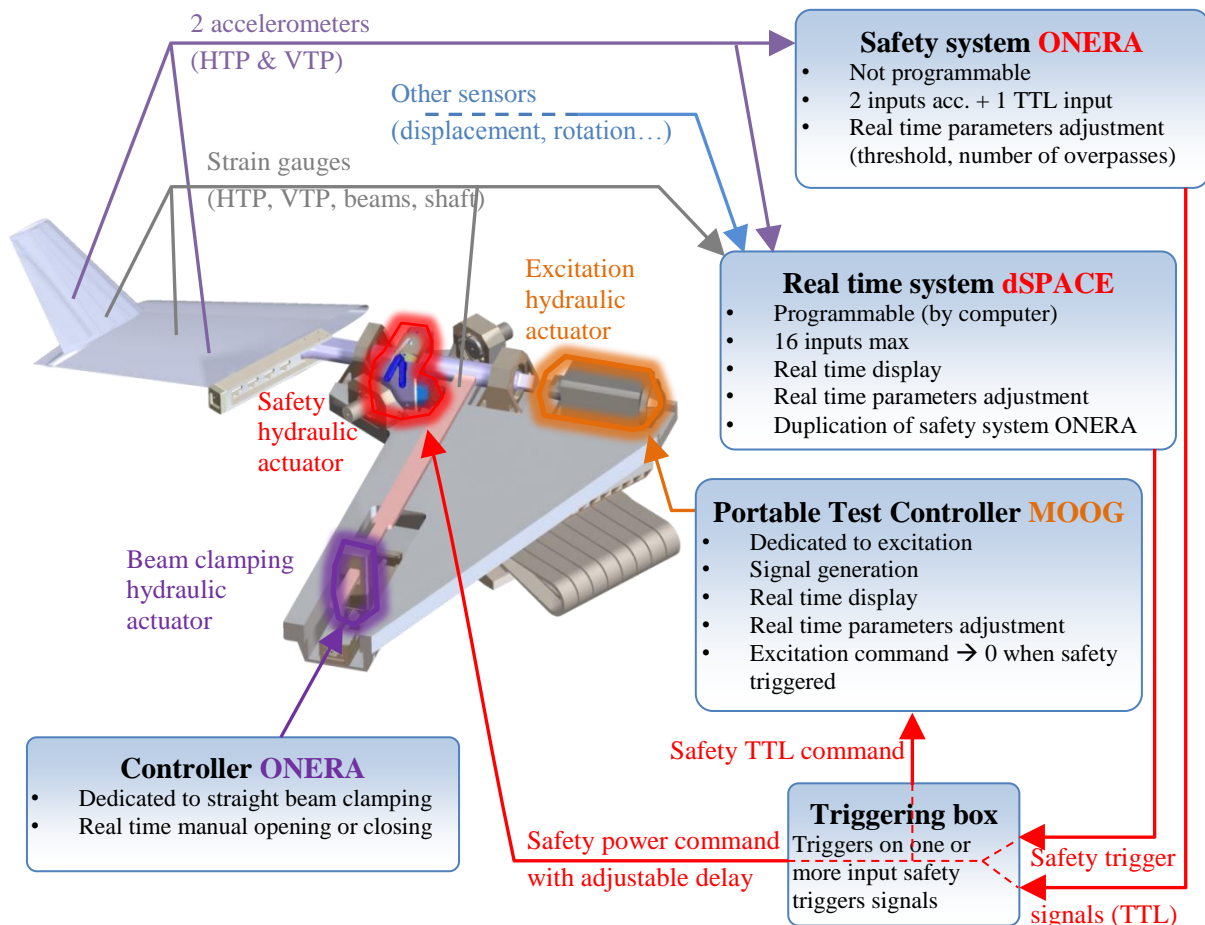 2 accelerometers
(HTP & VTP)
Safety system ONERA
• Not programmable
• 2 inputs acc. + 1 TTL input
• Real time parameters adjustment
(threshold, number of overpasses)
Other sensors
(displacement, rotation…)
Strain gauges
(HTP, VTP, beams, shaft)
Excitation
hydraulic
actuator
Real time system dSPACE
• Programmable (by computer)
• 16 inputs max
• Real time display
• Real time parameters adjustment
• Duplication of safety system ONERA
Safety
hydraulic
actuator
Portable Test Controller MOOG
• Dedicated to excitation
• Signal generation
• Real time display
• Real time parameters adjustment
• Excitation command → 0 when safety
triggered
Beam clamping
hydraulic
actuator
Controller ONERA
• Dedicated to straight beam clamping
• Real time manual opening or closing
Safety TTL command
Safety power command
with adjustable delay
Triggering box
Triggers on one or
more input safety
triggers signals
Safety trigger
signals (TTL)